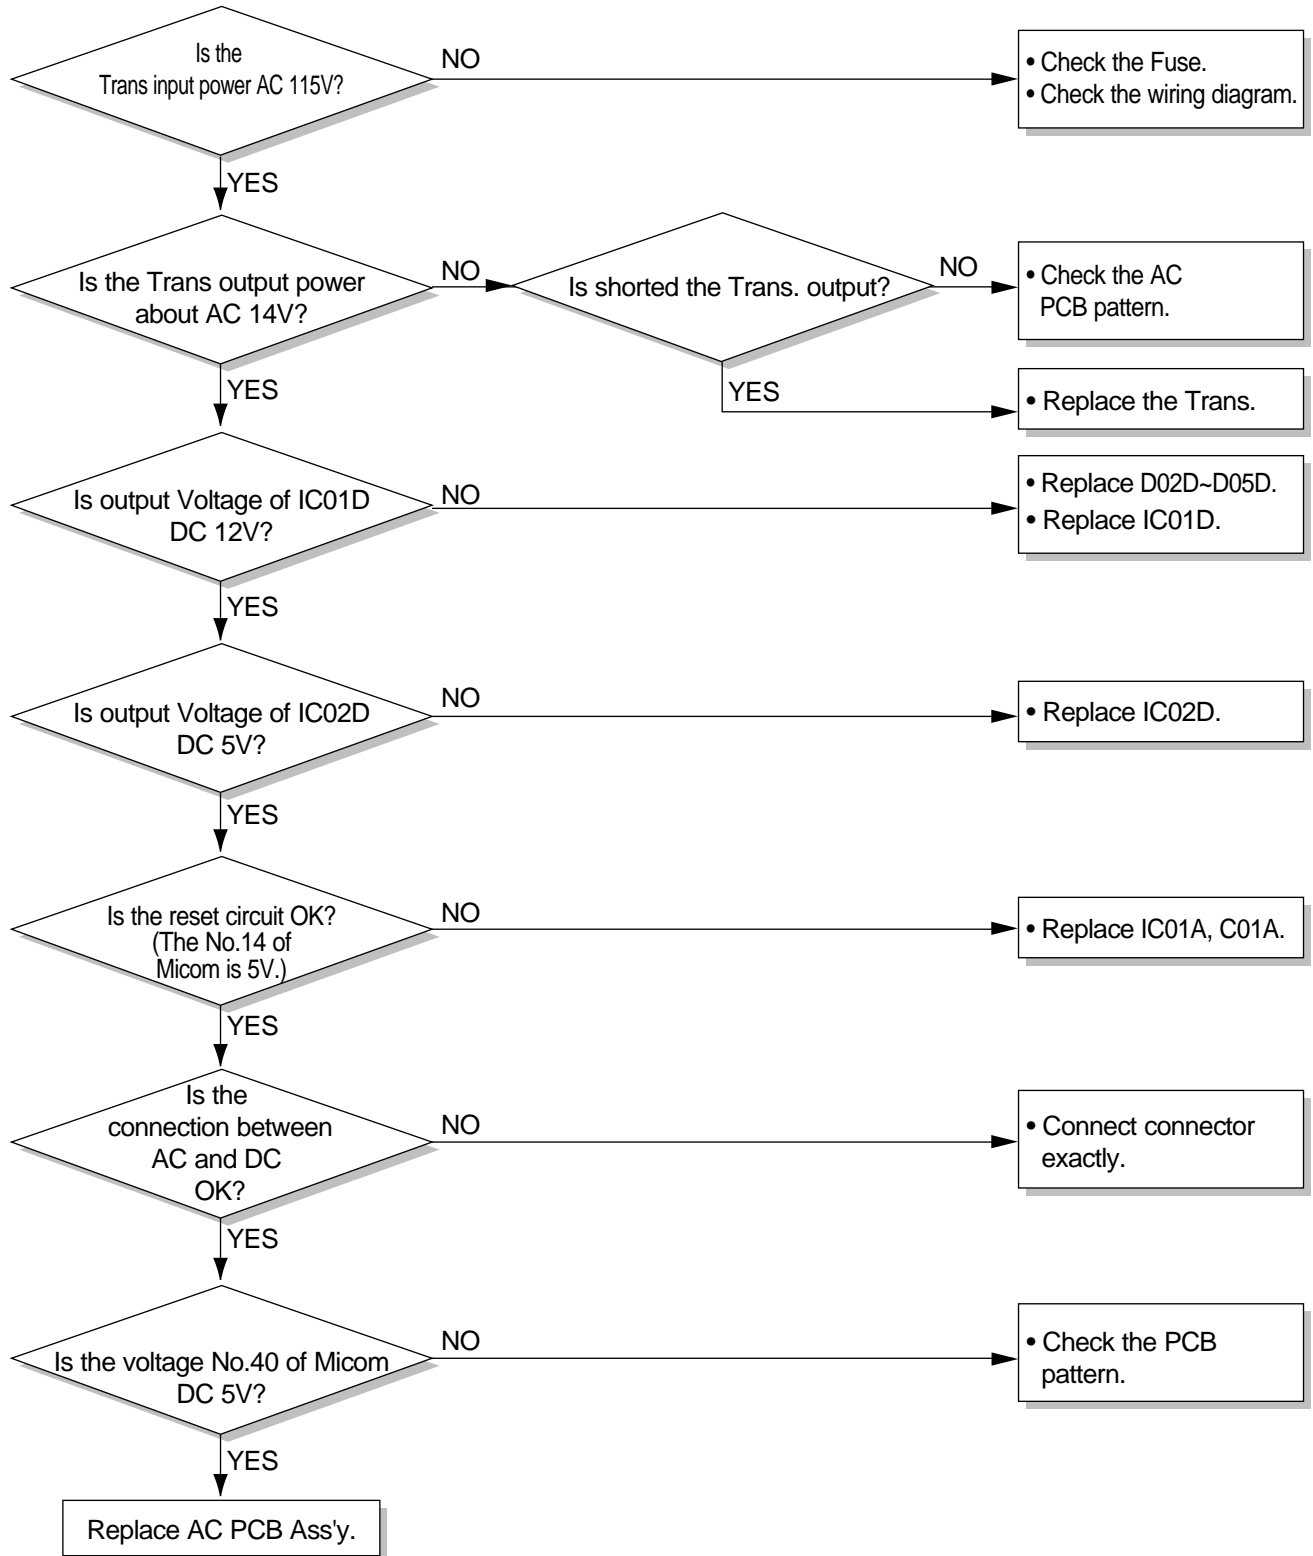 Is the
Trans input power AC 115V?
NO
• Check the Fuse.
• Check the wiring diagram.
YES
Is the Trans output power
about AC 14V?
NO
Is shorted the Trans. output?
NO
• Check the AC
PCB pattern.
YES
YES
• Replace the Trans.
Is output Voltage of IC01D
DC 12V?
NO
• Replace D02D~D05D.
• Replace IC01D.
YES
Is output Voltage of IC02D
DC 5V?
NO
• Replace IC02D.
YES
Is the reset circuit OK?
(The No.14 of
Micom is 5V.)
NO
• Replace IC01A, C01A.
YES
Is the
connection between
AC and DC
OK?
NO
• Connect connector
exactly.
YES
Is the voltage No.40 of Micom
DC 5V?
NO
• Check the PCB
pattern.
YES
Replace AC PCB Ass'y.